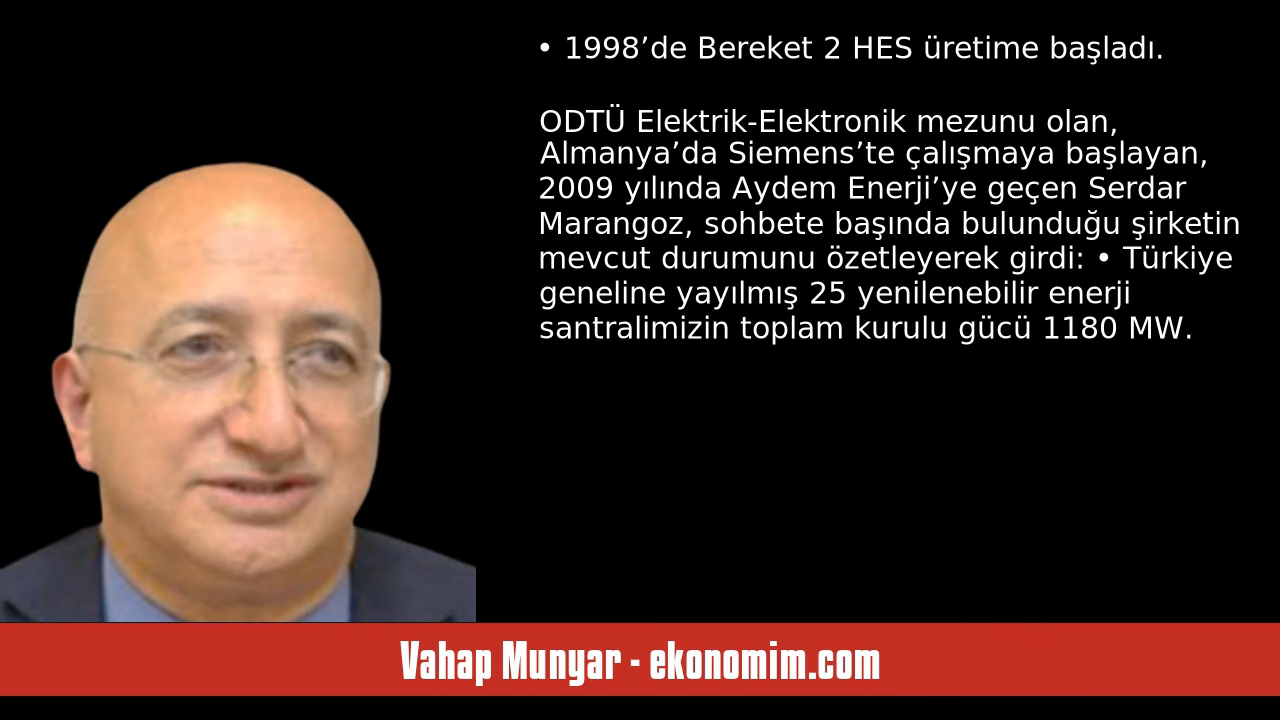 • 1998’de Bereket 2 HES üretime başladı.
ODTÜ Elektrik-Elektronik mezunu olan,
Almanya’da Siemens’te çalışmaya başlayan,
2009 yılında Aydem Enerji’ye geçen Serdar
Marangoz, sohbete başında bulunduğu şirketin
mevcut durumunu özetleyerek girdi: • Türkiye
geneline yayılmış 25 yenilenebilir enerji
santralimizin toplam kurulu gücü 1180 MW.
Vahap Munyar - ekonomim.com